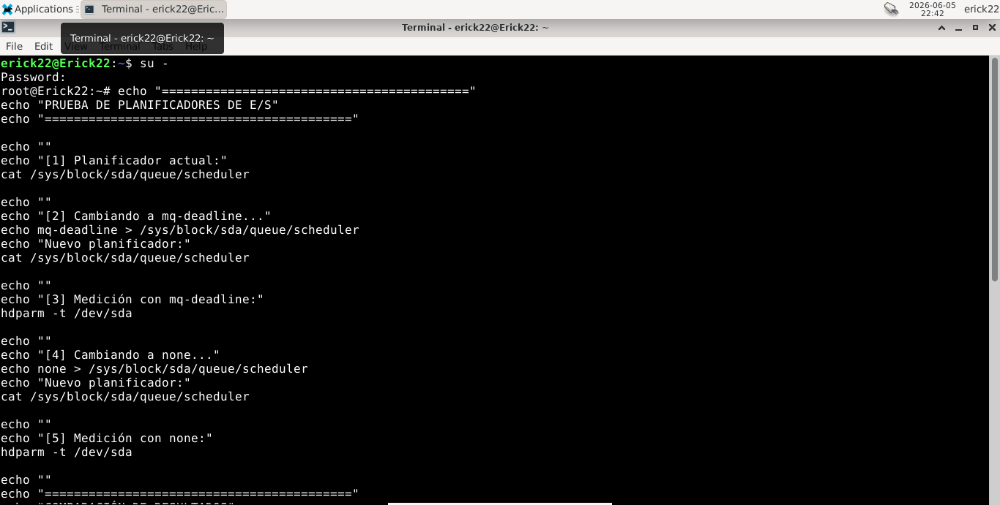 Applications
Terminal - erick22@Eric...
2026-06-05
22:42
erick22
Terminal - erick22@Erick22: ~
Terminal - erick22@Erick22: ~
File Edit View Terminal Tabs Help
erick22@Erick22:~$ su -
Password:
root@Erick22:~# echo "=========================================="
echo "PRUEBA DE PLANIFICADORES DE E/S"
echo "=========================================="
echo ""
echo "[1] Planificador actual:"
cat /sys/block/sda/queue/scheduler
echo ""
echo "[2] Cambiando a mq-deadline..."
echo mq-deadline > /sys/block/sda/queue/scheduler
echo "Nuevo planificador:"
cat /sys/block/sda/queue/scheduler
echo ""
echo "[3] Medición con mq-deadline:"
hdparm -t /dev/sda
echo ""
echo "[4] Cambiando a none..."
echo none > /sys/block/sda/queue/scheduler
echo "Nuevo planificador:"
cat /sys/block/sda/queue/scheduler
echo ""
echo "[5] Medición con none:"
hdparm -t /dev/sda
echo ""
echo "=========================================="
echo "COMPARACIÓN DE RESULTADOS"